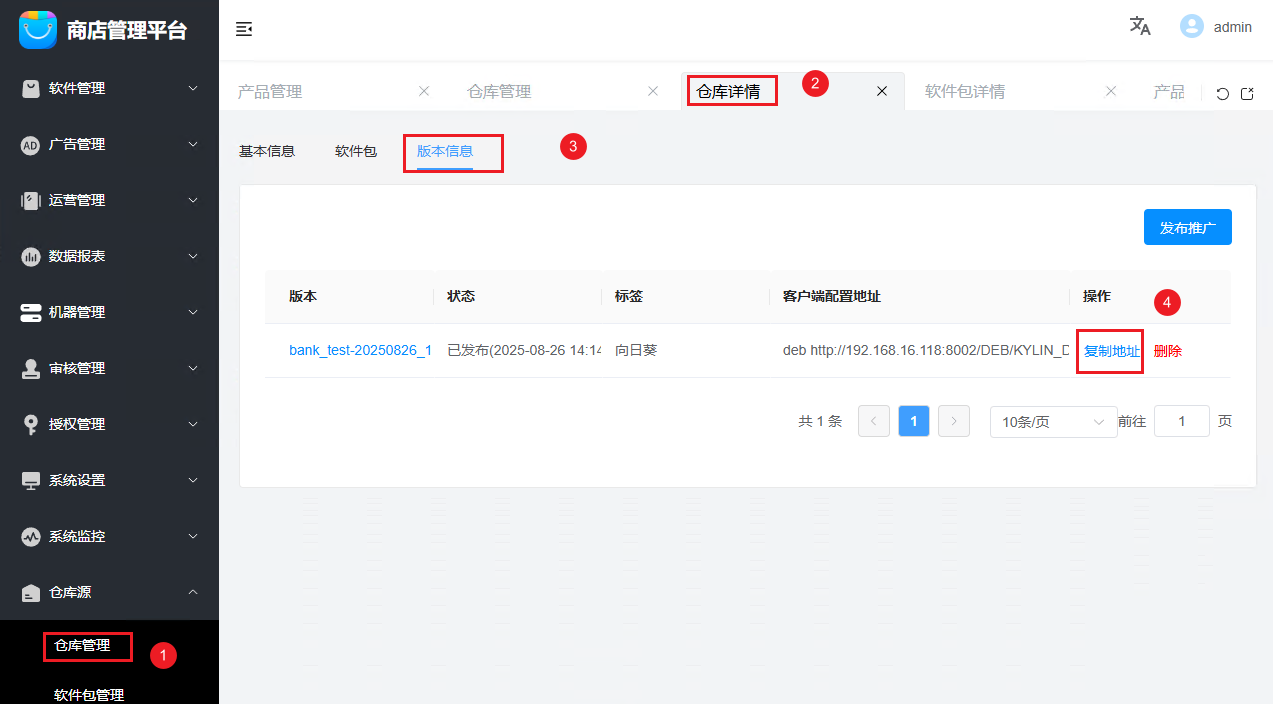 商店管理平台
admin
软件管理
AD 广告管理
运营管理
数据报表
机器管理
审核管理
授权管理
系统设置
系统监控
仓库源
仓库管理 1
软件包管理
产品管理 仓库管理 仓库详情 2 软件包详情 产品
基本信息 软件包 版本信息 3
发布推广
版本 状态 标签 客户端配置地址 操作 4
bank_test-20250826_1 已发布(2025-08-26 14:14 向日葵 deb http://192.168.16.118:8002/DEB/KYLIN_D 复制地址 删除
共 1 条 1 10条/页 前往 1 页